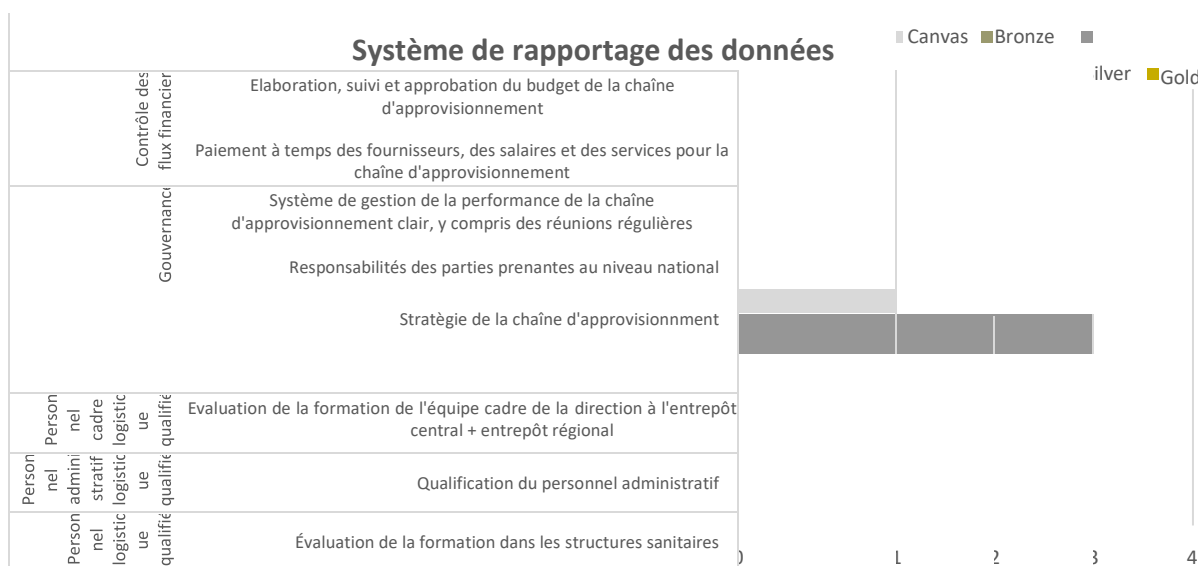 Système de rapportage des données
Canvas Bronze
ilver Gold
Contrôle des
flux financier
Elaboration, suivi et approbation du budget de la chaîne
d'approvisionnement
Paiement à temps des fournisseurs, des salaires et des services pour la
chaîne d'approvisionnement
Gouvernance
Système de gestion de la performance de la chaîne
d'approvisionnement clair, y compris des réunions régulières
Responsabilités des parties prenantes au niveau national
Stratègie de la chaîne d'approvisionnment
Person
nel
cadre
logistic
ue
qualifié
Evaluation de la formation de l'équipe cadre de la direction à l'entrepôt
central + entrepôt régional
Person
nel
admini
stratif
logistic
ue
qualifié
Qualification du personnel administratif
Person
nel
logistic
ue
qualifié
Évaluation de la formation dans les structures sanitaires
0 1 2 3 4